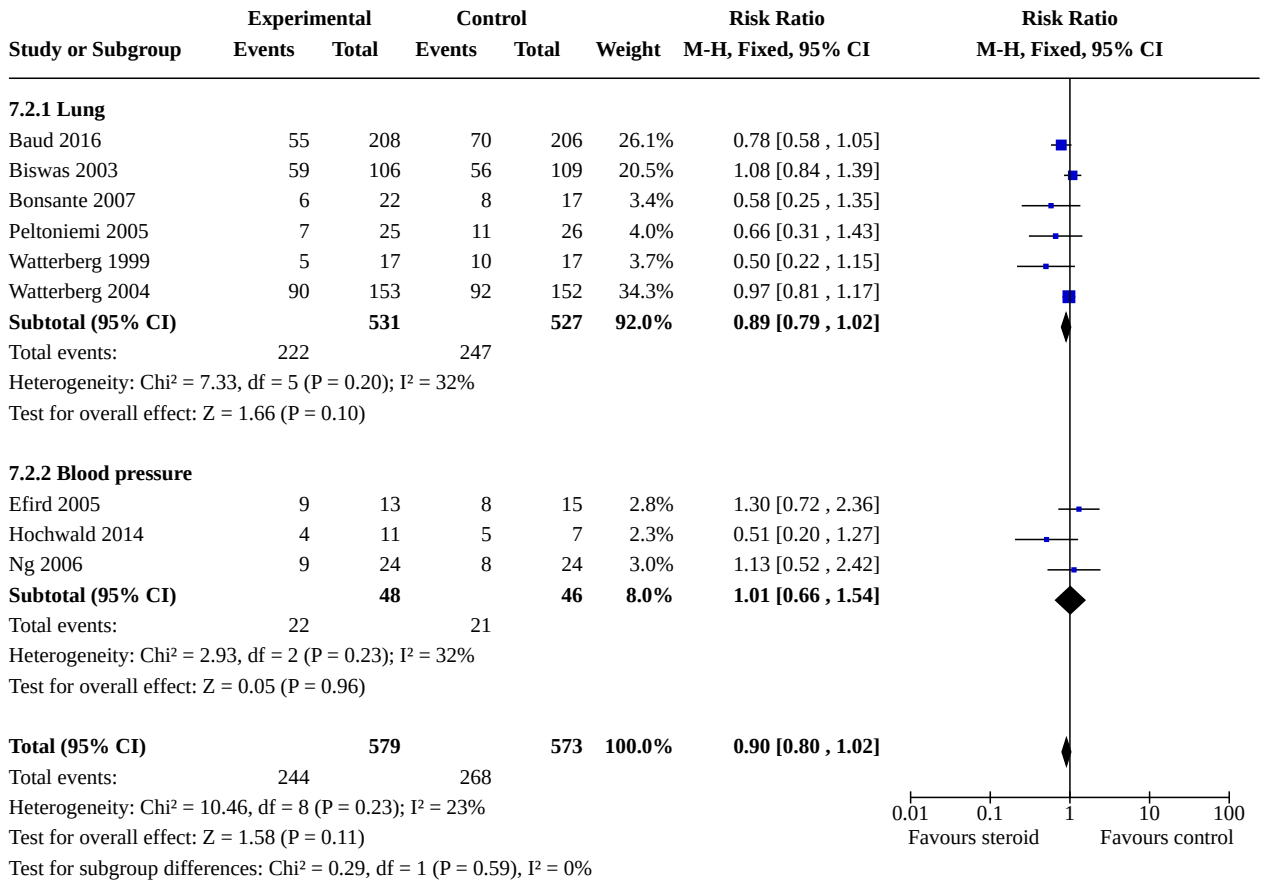 Experimental Control Risk Ratio Risk Ratio
Study or Subgroup Events Total Events Total Weight M-H, Fixed, 95% CI M-H, Fixed, 95% CI
7.2.1 Lung
Baud 2016 55 208 70 206 26.1% 0.78 [0.58 , 1.05]
Biswas 2003 59 106 56 109 20.5% 1.08 [0.84 , 1.39]
Bonsante 2007 6 22 8 17 3.4% 0.58 [0.25 , 1.35]
Peltoniemi 2005 7 25 11 26 4.0% 0.66 [0.31 , 1.43]
Watterberg 1999 5 17 10 17 3.7% 0.50 [0.22 , 1.15]
Watterberg 2004 90 153 92 152 34.3% 0.97 [0.81 , 1.17]
Subtotal (95% CI) 531 527 92.0% 0.89 [0.79 , 1.02]
Total events: 222 247
Heterogeneity: Chi² = 7.33, df = 5 (P = 0.20); I² = 32%
Test for overall effect: Z = 1.66 (P = 0.10)
7.2.2 Blood pressure
Efird 2005 9 13 8 15 2.8% 1.30 [0.72 , 2.36]
Hochwald 2014 4 11 5 7 2.3% 0.51 [0.20 , 1.27]
Ng 2006 9 24 8 24 3.0% 1.13 [0.52 , 2.42]
Subtotal (95% CI) 48 46 8.0% 1.01 [0.66 , 1.54]
Total events: 22 21
Heterogeneity: Chi² = 2.93, df = 2 (P = 0.23); I² = 32%
Test for overall effect: Z = 0.05 (P = 0.96)
Total (95% CI) 579 573 100.0% 0.90 [0.80 , 1.02]
Total events: 244 268
Heterogeneity: Chi² = 10.46, df = 8 (P = 0.23); I² = 23%
Test for overall effect: Z = 1.58 (P = 0.11)
Test for subgroup differences: Chi² = 0.29, df = 1 (P = 0.59), I² = 0%
0.01 0.1 1 10 100
Favours steroid Favours control